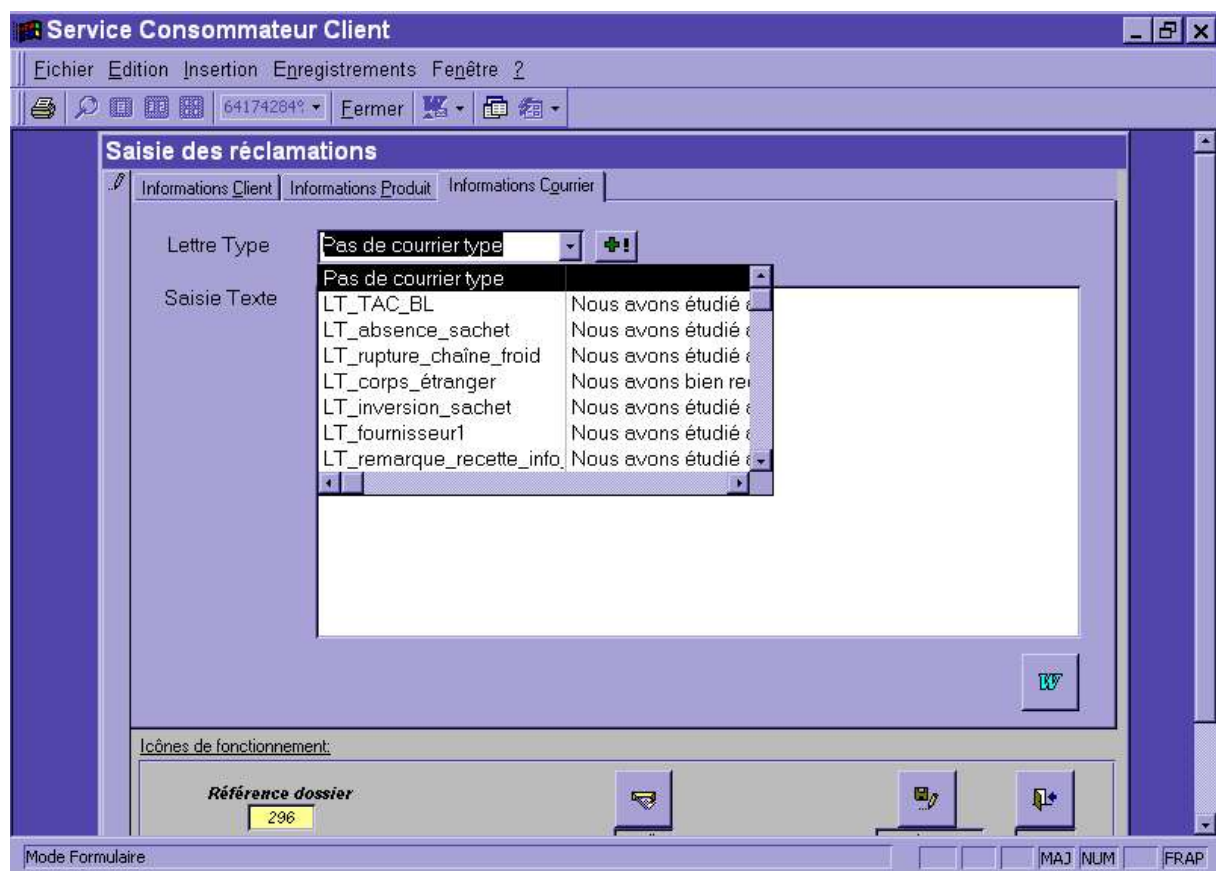 Service Consommateur Client
Fichier Edition Insertion Enregistrements Fenêtre ?
Fermer
Saisie des réclamations
Informations Client Informations Produit Informations Courrier
Lettre Type Pas de courrier type
Pas de courrier type
Saisie Texte
LT_TAC_BL Nous avons étudié
LT_absence_sachet Nous avons étudié
LT_rupture_chaîne_froid Nous avons étudié
LT_corps_étranger Nous avons bien
LT_inversion_sachet Nous avons étudié
LT_fournisseur1 Nous avons étudié
LT_remarque_recette_info_ Nous avons étudié
Icônes de fonctionnement:
Référence dossier
296
Mode Formulaire MAJ NUM FRAP